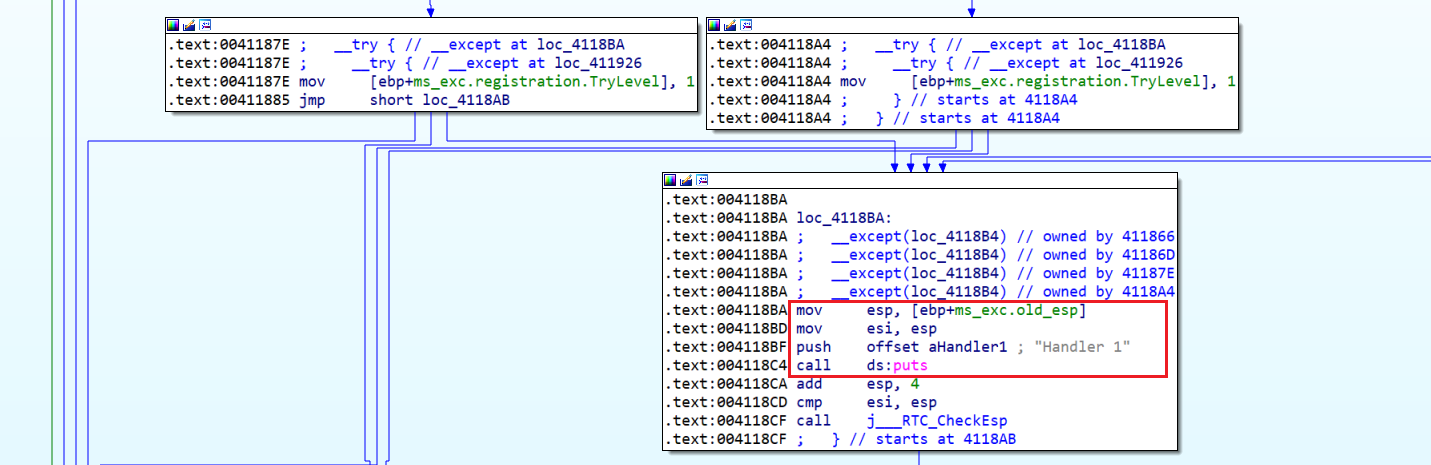 .text:0041187E ;   __try { // __except at loc_4118BA
.text:0041187E ;     __try { // __except at loc_411926
.text:0041187E mov     [ebp+ms_exc.registration.TryLevel], 1
.text:00411885 jmp     short loc_4118AB
.text:004118A4 ;   __try { // __except at loc_4118BA
.text:004118A4 ;     __try { // __except at loc_411926
.text:004118A4 mov     [ebp+ms_exc.registration.TryLevel], 1
.text:004118A4 ;     } // starts at 4118A4
.text:004118A4 ;   } // starts at 4118A4
.text:004118BA
.text:004118BA loc_4118BA:
.text:004118BA ;   __except(loc_4118B4) // owned by 411866
.text:004118BA ;   __except(loc_4118B4) // owned by 41186D
.text:004118BA ;   __except(loc_4118B4) // owned by 41187E
.text:004118BA ;   __except(loc_4118B4) // owned by 4118A4
.text:004118BA mov     esp, [ebp+ms_exc.old_esp]
.text:004118BD mov     esi, esp
.text:004118BF push    offset aHandler1 ; "Handler 1"
.text:004118C4 call    ds:puts
.text:004118CA add     esp, 4
.text:004118CD cmp     esi, esp
.text:004118CF call    j___RTC_CheckEsp
.text:004118CF ;   } // starts at 4118AB